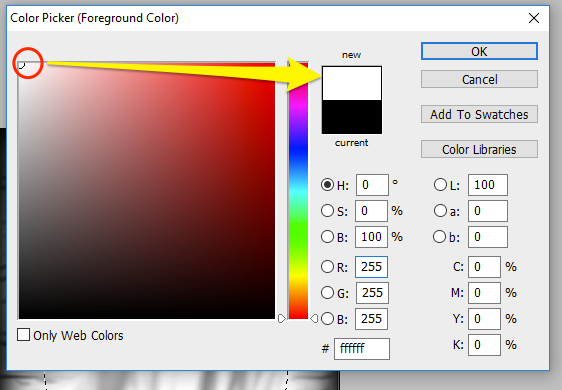 Color Picker (Foreground Color)
new
current
OK
Cancel
Add To Swatches
Color Libraries
H: 0 °
S: 0 %
B: 100 %
R: 255
G: 255
B: 255
# ffffff
L: 100
a: 0
b: 0
C: 0 %
M: 0 %
Y: 0 %
K: 0 %
Only Web Colors